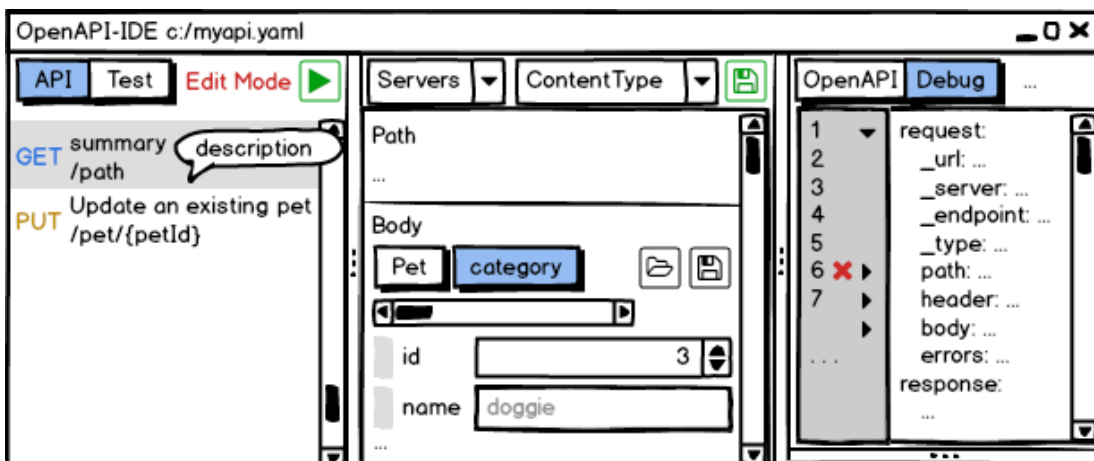 OpenAPI-IDE c:/myapi.yaml
API Test Edit Mode
GET summary
/path
description
PUT Update an existing pet
/pet/{petId}
Servers ContentType
Path
...
Body
Pet category
id 3
name doggie
...
OpenAPI Debug ...
1 request:
2 _url: ...
3 _server: ...
4 _endpoint: ...
5 _type: ...
6 path: ...
7 header: ...
body: ...
... errors: ...
response:
...